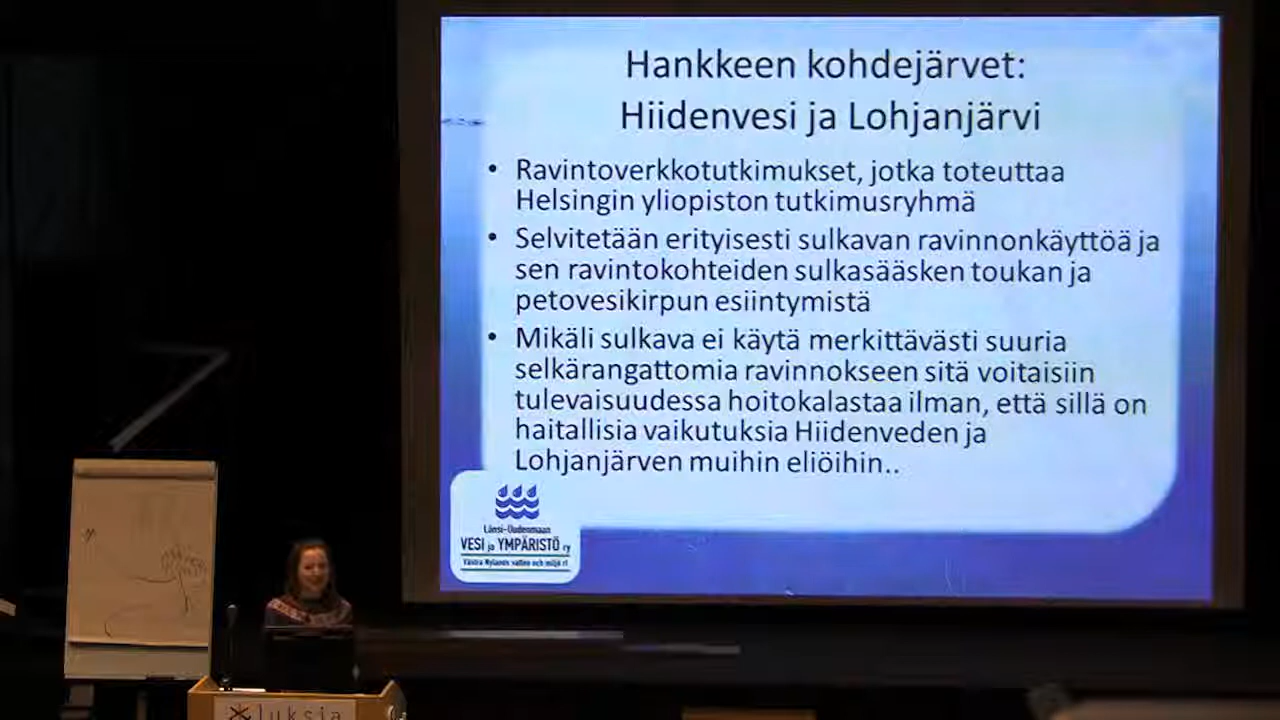 Hankkeen kohdejärvet:
Hiidenvesi ja Lohjanjärvi
• Ravintoverkkotutkimukset, jotka toteuttaa
Helsingin yliopiston tutkimusryhmä
• Selvitetään erityisesti sulkavan ravinnonkäyttöä ja
sen ravintokohteiden sulkasääsken toukan ja
petovesikirpun esiintymistä
• Mikäli sulkava ei käytä merkittävästi suuria
selkärangattomia ravinnokseen sitä voitaisiin
tulevaisuudessa hoitokalastaa ilman, että sillä on
haitallisia vaikutuksia Hiidenveden ja
Lohjanjärven muihin eliöihin..
Länsi-Uudenmaan
VESI ja YMPÄRISTÖ ry
Västra Nylands vatten och miljö rf
luksia